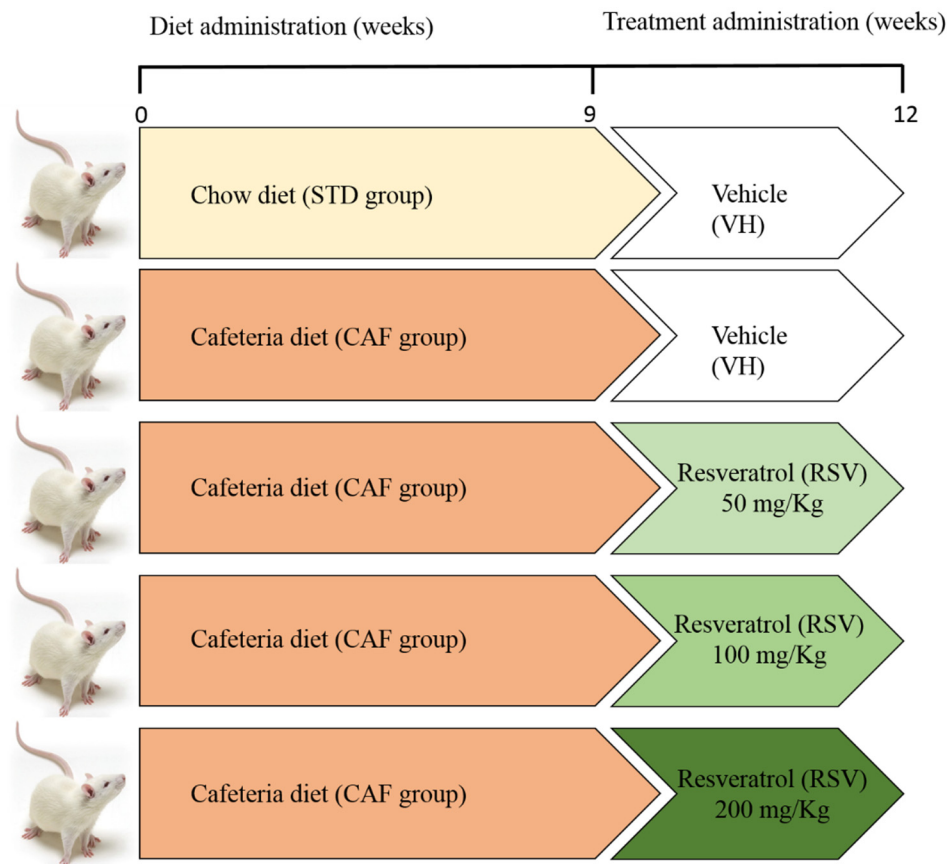 Diet administration (weeks)
Treatment administration (weeks)
0
9
12
Chow diet (STD group)
Vehicle
(VH)
Cafeteria diet (CAF group)
Vehicle
(VH)
Cafeteria diet (CAF group)
Resveratrol (RSV)
50 mg/Kg
Cafeteria diet (CAF group)
Resveratrol (RSV)
100 mg/Kg
Cafeteria diet (CAF group)
Resveratrol (RSV)
200 mg/Kg